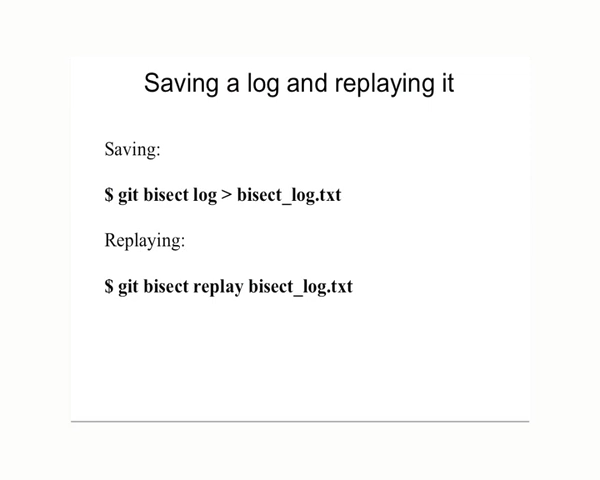 Saving a log and replaying it
Saving:
$ git bisect log > bisect_log.txt
Replaying:
$ git bisect replay bisect_log.txt